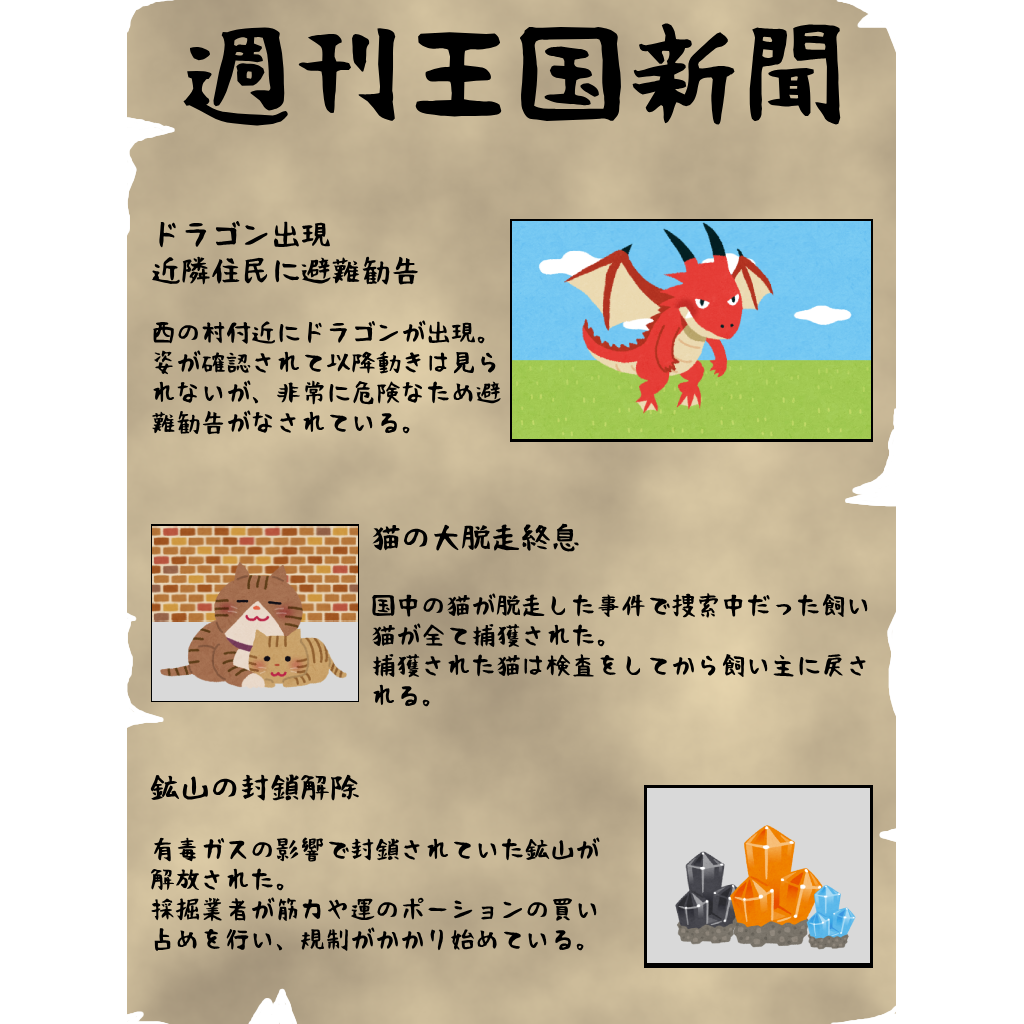 週刊王国新聞
ドラゴン出現
近隣住民に避難勧告
西の村付近にドラゴンが出現。
姿が確認されて以降動きは見ら
れないが、非常に危険なため避
難勧告がなされている。
猫の大脱走終息
国中の猫が脱走した事件で捜索中だった飼い
猫が全て捕獲された。
捕獲された猫は検査をしてから飼い主に戻さ
れる。
鉱山の封鎖解除
有毒ガスの影響で封鎖されていた鉱山が
解放された。
採掘業者が筋力や運のポーションの買い
占めを行い、規制がかかり始めている。